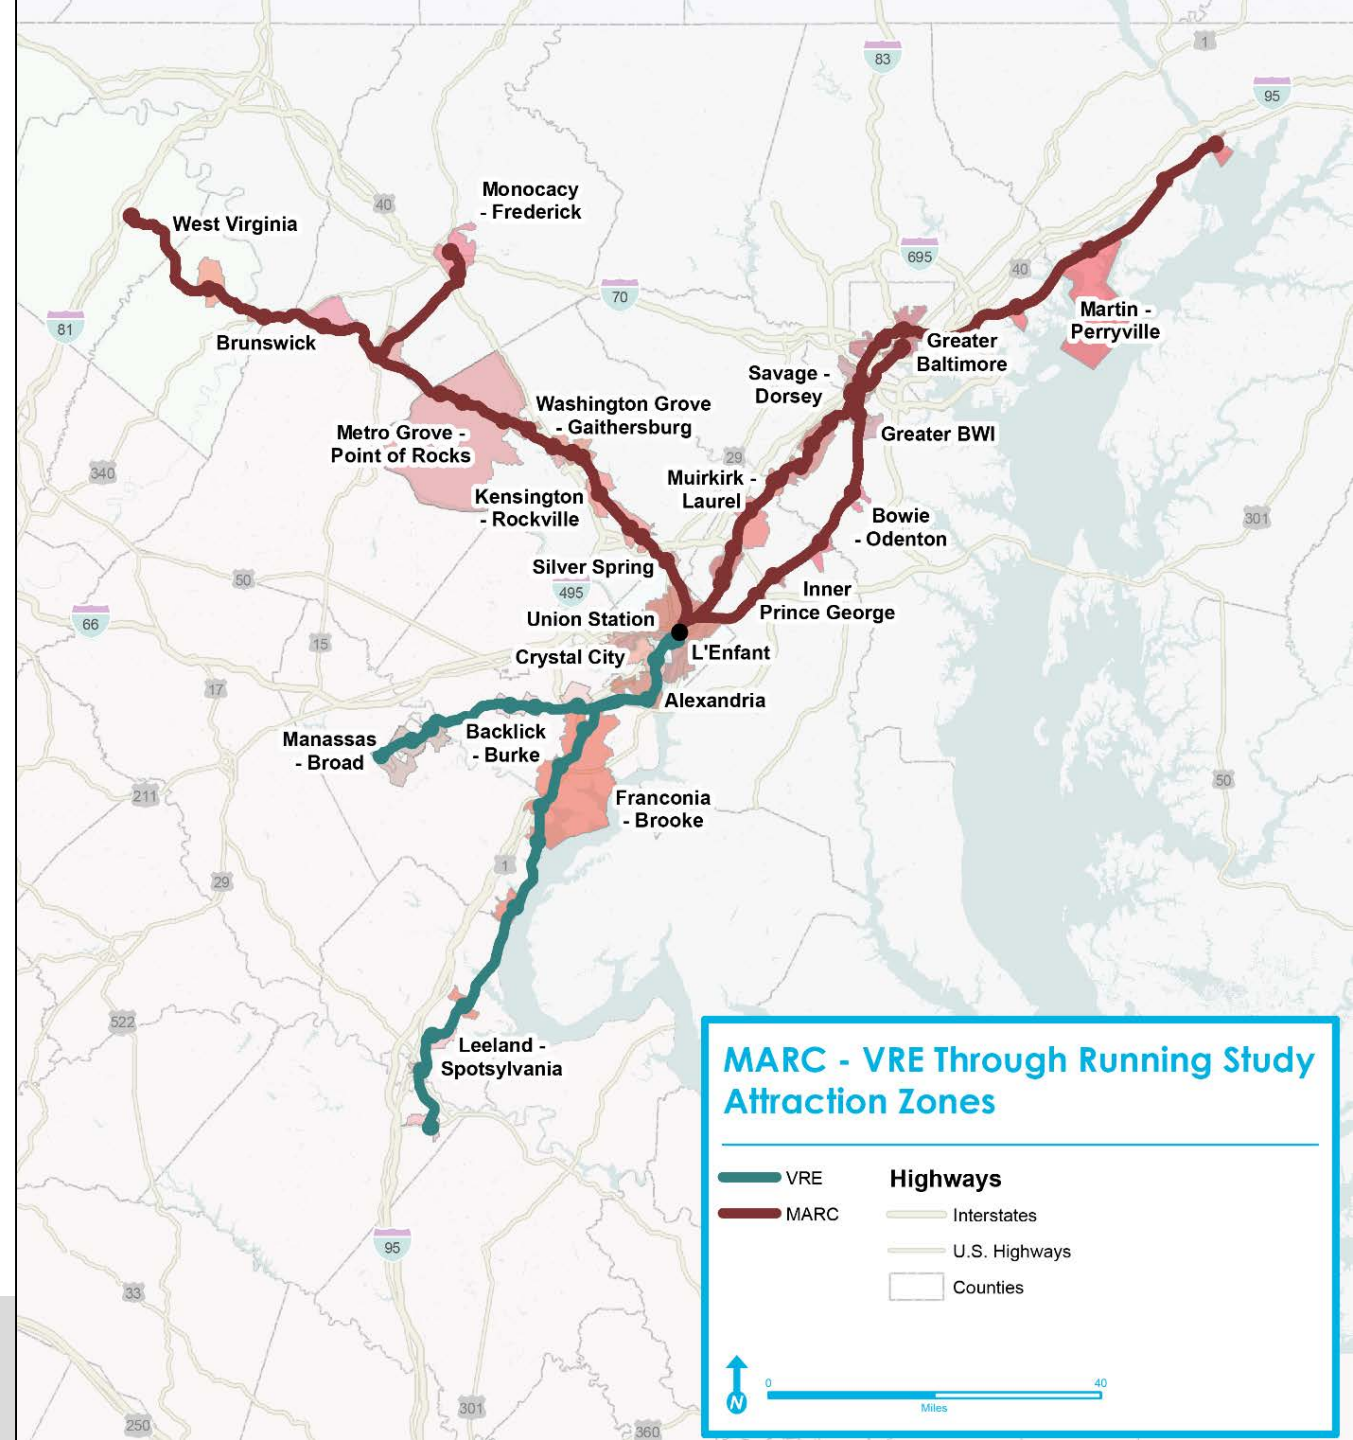 1
83
95
Monocacy
- Frederick
40
West Virginia
695
40
70
81
Martin -
Perryville
Brunswick
Greater
Baltimore
Savage -
Dorsey
Washington Grove
- Gaithersburg
Metro Grove -
Point of Rocks
Greater BWI
29
340
Muirkirk -
Laurel
Kensington
- Rockville
Bowie
- Odenton
301
Silver Spring
50
495
Inner
Prince George
Union Station
66
15
Crystal City
L'Enfant
17
Alexandria
Manassas
- Broad
Backlick
- Burke
50
211
Franconia
- Brooke
1
29
522
Leeland -
Spotsylvania
95
33
301
250
360
MARC - VRE Through Running Study
Attraction Zones
VRE
MARC
Highways
Interstates
U.S. Highways
Counties
N
0
40
Miles